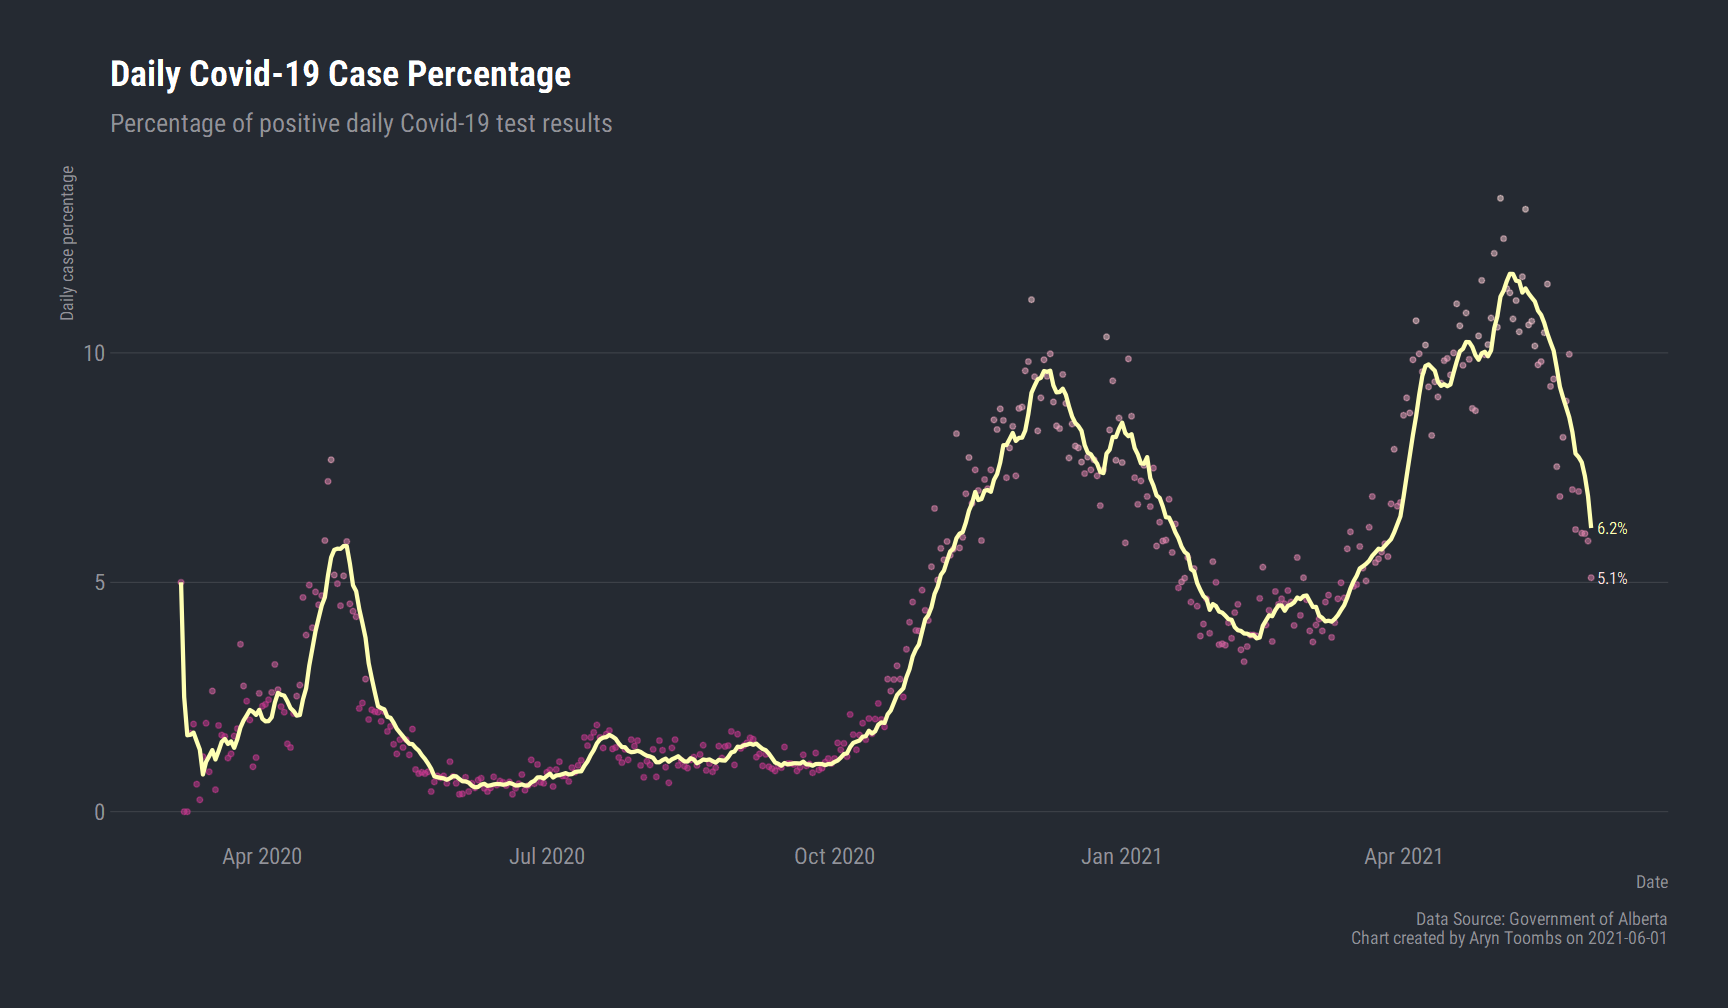 Daily Covid-19 Case Percentage
Percentage of positive daily Covid-19 test results
Daily case percentage
10
5
0
6.2%
5.1%
Apr 2020
Jul 2020
Oct 2020
Jan 2021
Apr 2021
Date
Data Source: Government of Alberta
Chart created by Aryn Toombs on 2021-06-01